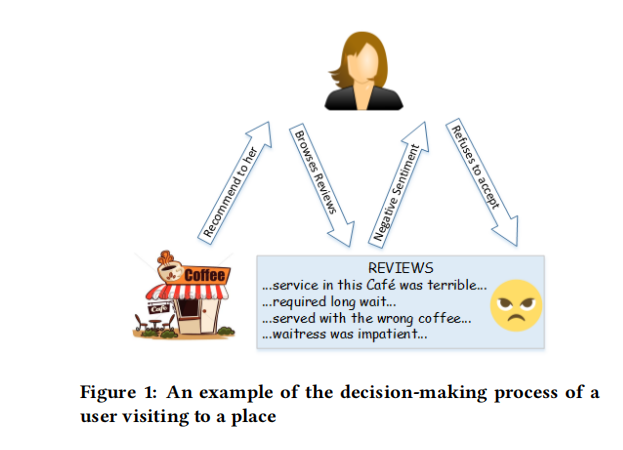 Recommend to her
Browses Reviews
Negative Sentiment
Refuses to accept
Coffee
Café
REVIEWS
...service in this Café was terrible...
...required long wait...
...served with the wrong coffee...
...waitress was impatient...
Figure 1: An example of the decision-making process of a
user visiting to a place